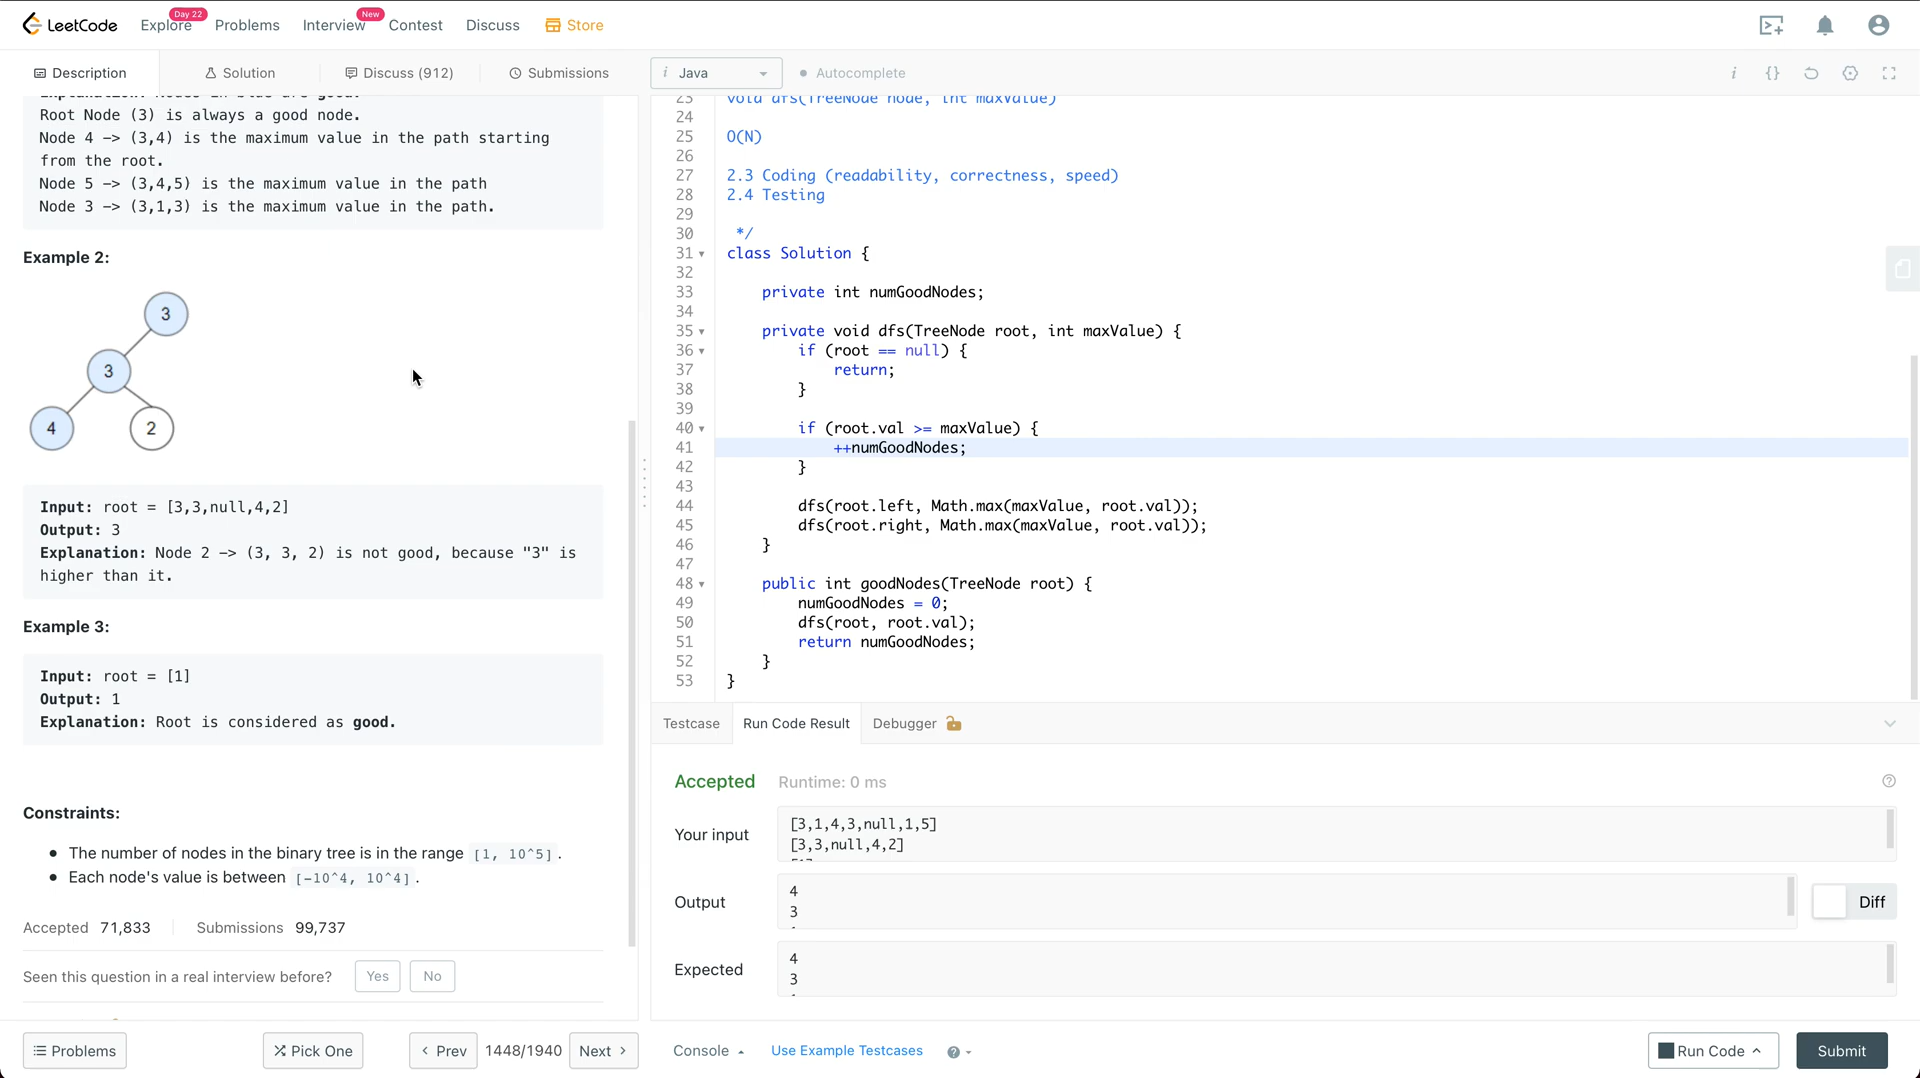 LeetCode
Explore
Day 22
Problems
Interview
New
Contest
Discuss
Store
Description
Solution
Discuss (912)
Submissions
i Java
Autocomplete
i {}
Root Node (3) is always a good node.
Node 4 -> (3,4) is the maximum value in the path starting
from the root.
Node 5 -> (3,4,5) is the maximum value in the path
Node 3 -> (3,1,3) is the maximum value in the path.
Example 2:
3
3
4
2
Input: root = [3,3,null,4,2]
Output: 3
Explanation: Node 2 -> (3, 3, 2) is not good, because "3" is
higher than it.
Example 3:
Input: root = [1]
Output: 1
Explanation: Root is considered as good.
Constraints:
• The number of nodes in the binary tree is in the range [1, 10^5].
• Each node's value is between [-10^4, 10^4].
Accepted 71,833
Submissions 99,737
Seen this question in a real interview before?
Yes
No
Problems
Pick One
Prev
1448/1940
Next
23 void dfs(TreeNode node, int maxValue)
24
25 O(N)
26
27 2.3 Coding (readability, correctness, speed)
28 2.4 Testing
29
30 */
31 class Solution {
32
33 private int numGoodNodes;
34
35 private void dfs(TreeNode root, int maxValue) {
36 if (root == null) {
37 return;
38 }
39
40 if (root.val >= maxValue) {
41 ++numGoodNodes;
42 }
43
44 dfs(root.left, Math.max(maxValue, root.val));
45 dfs(root.right, Math.max(maxValue, root.val));
46 }
47
48 public int goodNodes(TreeNode root) {
49 numGoodNodes = 0;
50 dfs(root, root.val);
51 return numGoodNodes;
52 }
53 }
Testcase
Run Code Result
Debugger
Accepted
Runtime: 0 ms
Your input
[3,1,4,3,null,1,5]
[3,3,null,4,2]
Output
4
3
Diff
Expected
4
3
Console
Use Example Testcases
Run Code
Submit